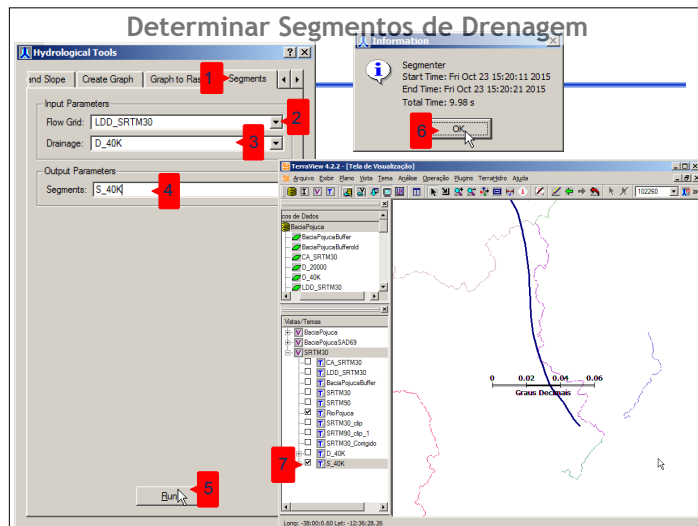 Determinar Segmentos de Drenagem
Hydrological Tools
and Slope
Create Graph
Graph to Ras
1
Segments
Input Parameters
Flow Grid: LDD_SRTM30
2
Drainage: D_40K
3
Output Parameters
Segments: S_40K
4
Run
5
Information
Segmenter
Start Time: Fri Oct 23 15:20:11 2015
End Time: Fri Oct 23 15:20:21 2015
Total Time: 9.98 s
6
OK
TerraView 4.2.2 - [Tela de Visualização]
Arquivo Exibir Plano Vista Tema Análise Operação Plugins TerraHidro Ajuda
102260
cos de Dados
BaciaPojuca
BaciaPojucaBuffer
BaciaPojucaBufferold
CA_SRTM30
D_20000
D_40K
LDD_SRTM30
Vistas/Temas
BaciaPojuca
BaciaPojucaSAD69
SRTM30
CA_SRTM30
LDD_SRTM30
BaciaPojucaBuffer
SRTM30
SRTM90
RioPojuca
SRTM30_clip
SRTM90_clip_1
SRTM30_Corrigido
D_40K
7
S_40K
0 0.02 0.04 0.06
Graus Decimais
Long: -38:00:0.60 Lat: -12:36:28.26